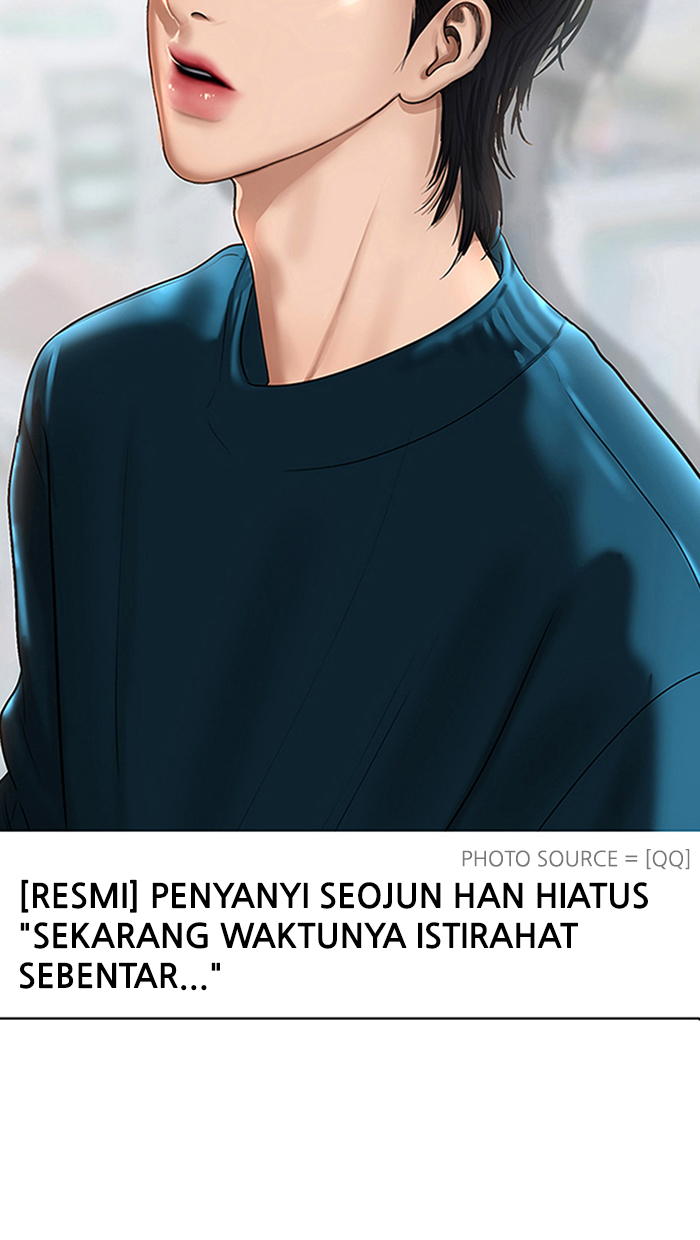 PHOTO SOURCE = [QQ]
[RESMI] PENYANYI SEOJUN HAN HIATUS
"SEKARANG WAKTUNYA ISTIRAHAT
SEBENTAR..."